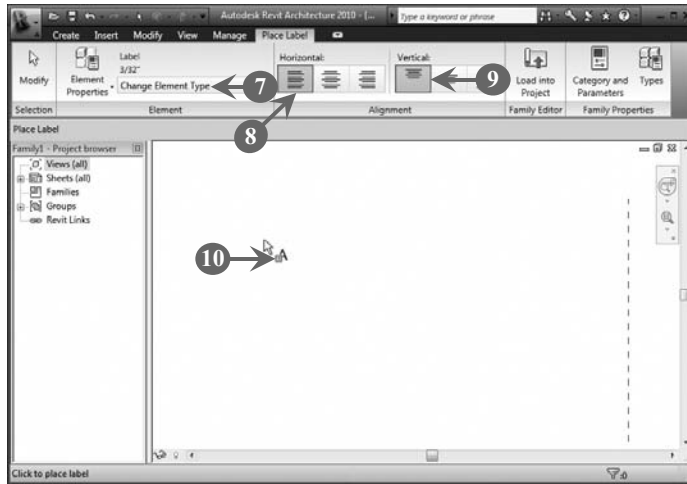 Autodesk Revit Architecture 2010 - [... Type a keyword or phrase
Create Insert Modify View Manage Place Label
Modify
Element
Properties
Label
3/32"
Change Element Type
7
Horizontal:
8
Vertical:
9
Load into
Project
Category and
Parameters
Types
Selection Element Alignment Family Editor Family Properties
Place Label
Family1 - Project browser
Views (all)
Sheets (all)
Families
Groups
Revit Links
10
A
Click to place label
:0